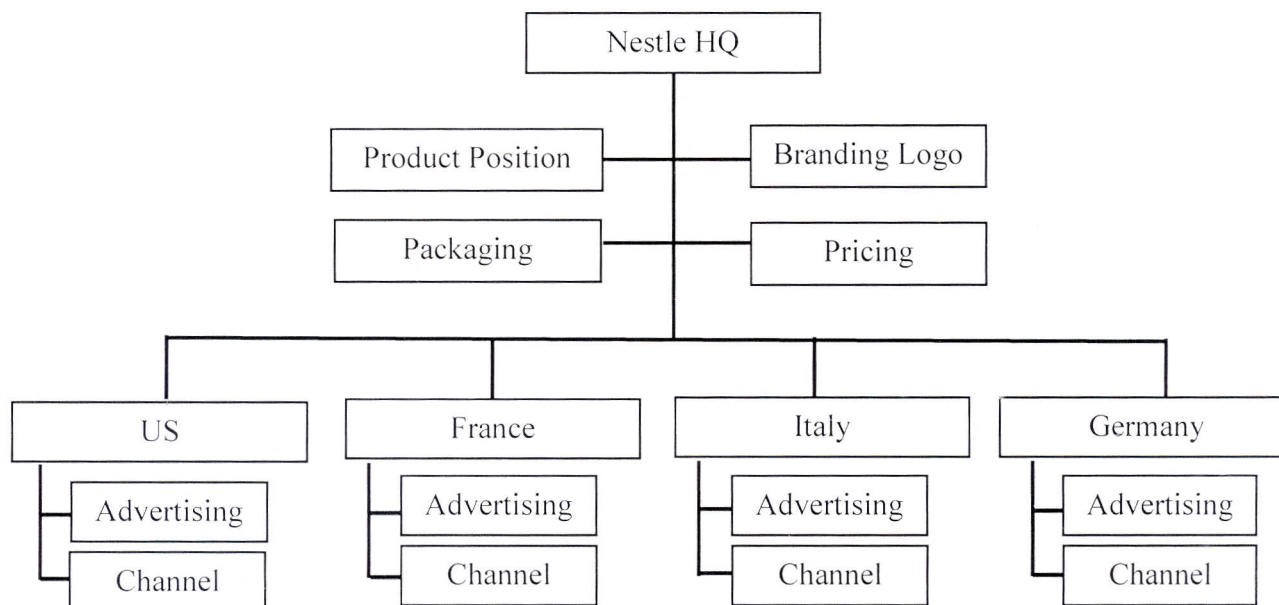 Nestle HQ
Product Position
Branding Logo
Packaging
Pricing
US
France
Italy
Germany
Advertising
Advertising
Advertising
Advertising
Channel
Channel
Channel
Channel